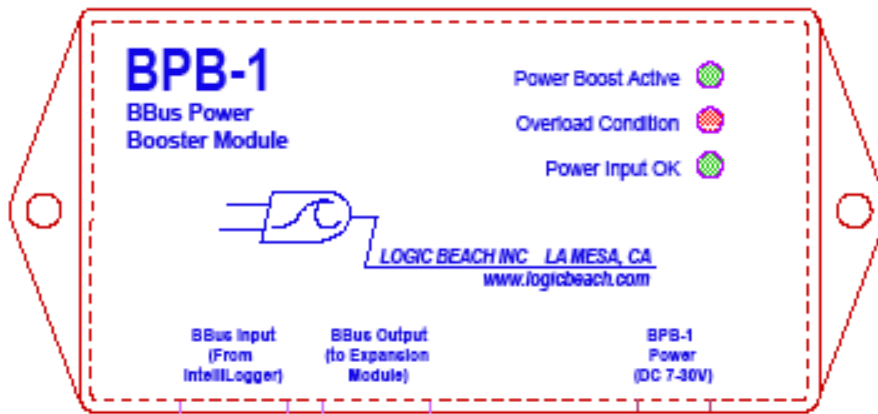 BPB-1
BBus Power
Booster Module
Power Boost Active
Overload Condition
Power Input OK
LOGIC BEACH INC LA MESA, CA
www.logicbeach.com
BBus Input
(From
IntelliLogger)
BBus Output
(to Expansion
Module)
BPB-1
Power
(DC 7-30V)